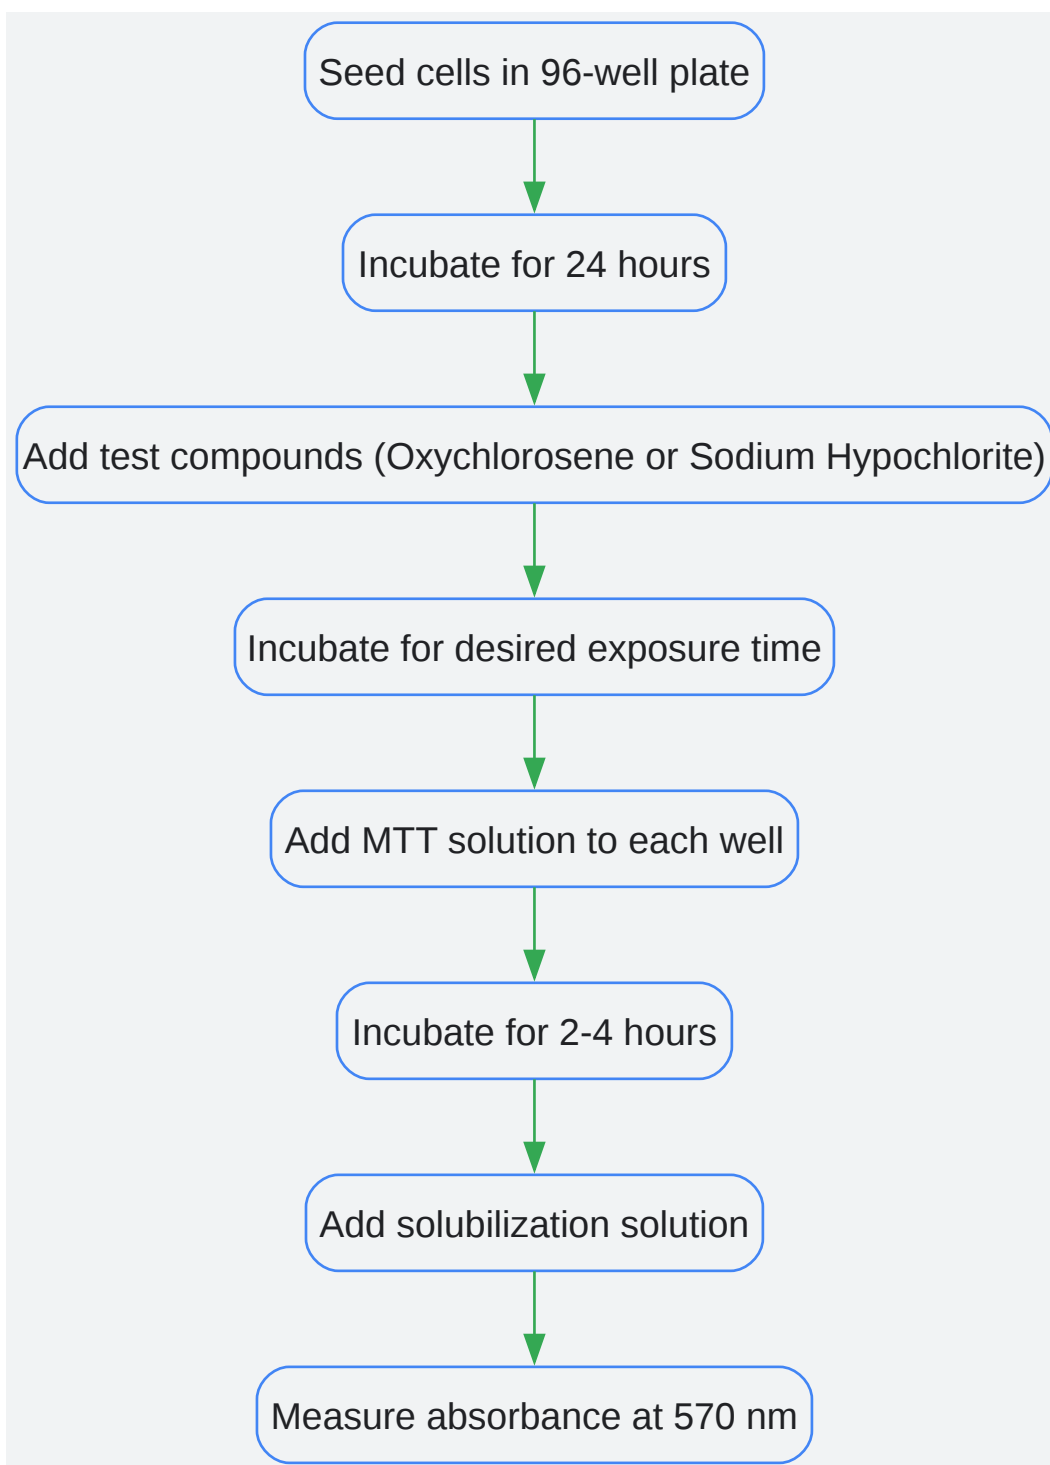 Seed cells in 96-well plate
Incubate for 24 hours
Add test compounds (Oxychlorosene or Sodium Hypochlorite)
Incubate for desired exposure time
Add MTT solution to each well
Incubate for 2-4 hours
Add solubilization solution
Measure absorbance at 570 nm